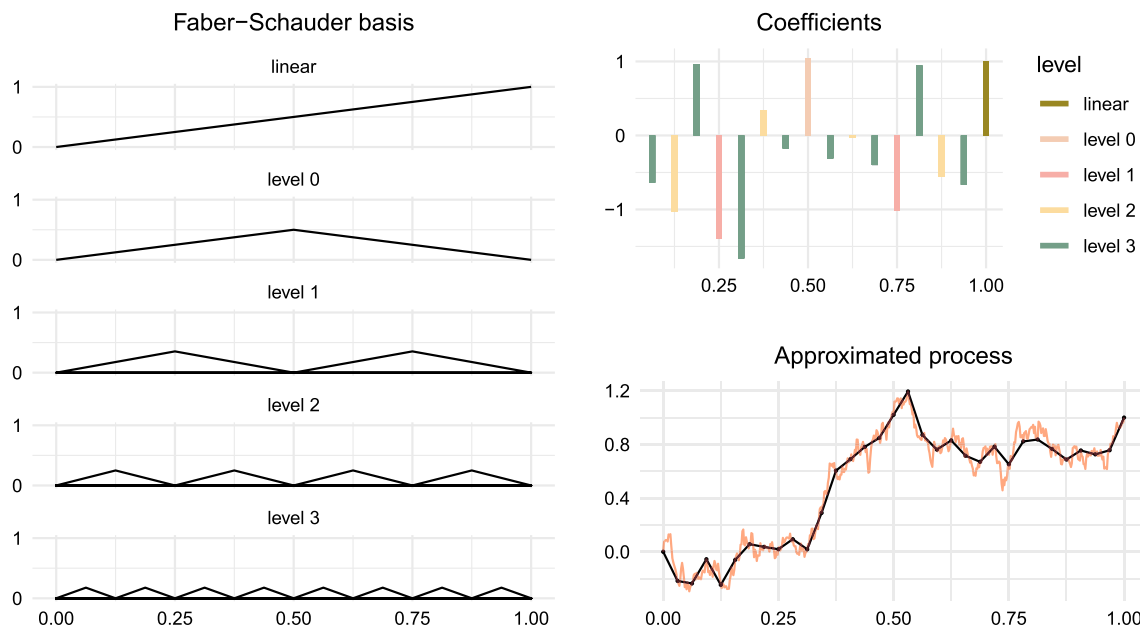 Faber−Schauder basis
linear
1
0
level 0
1
0
level 1
1
0
level 2
1
0
level 3
1
0
0.00 0.25 0.50 0.75 1.00
Coefficients
1
0
−1
0.25 0.50 0.75 1.00
level
linear
level 0
level 1
level 2
level 3
Approximated process
1.2
0.8
0.4
0.0
0.00 0.25 0.50 0.75 1.00